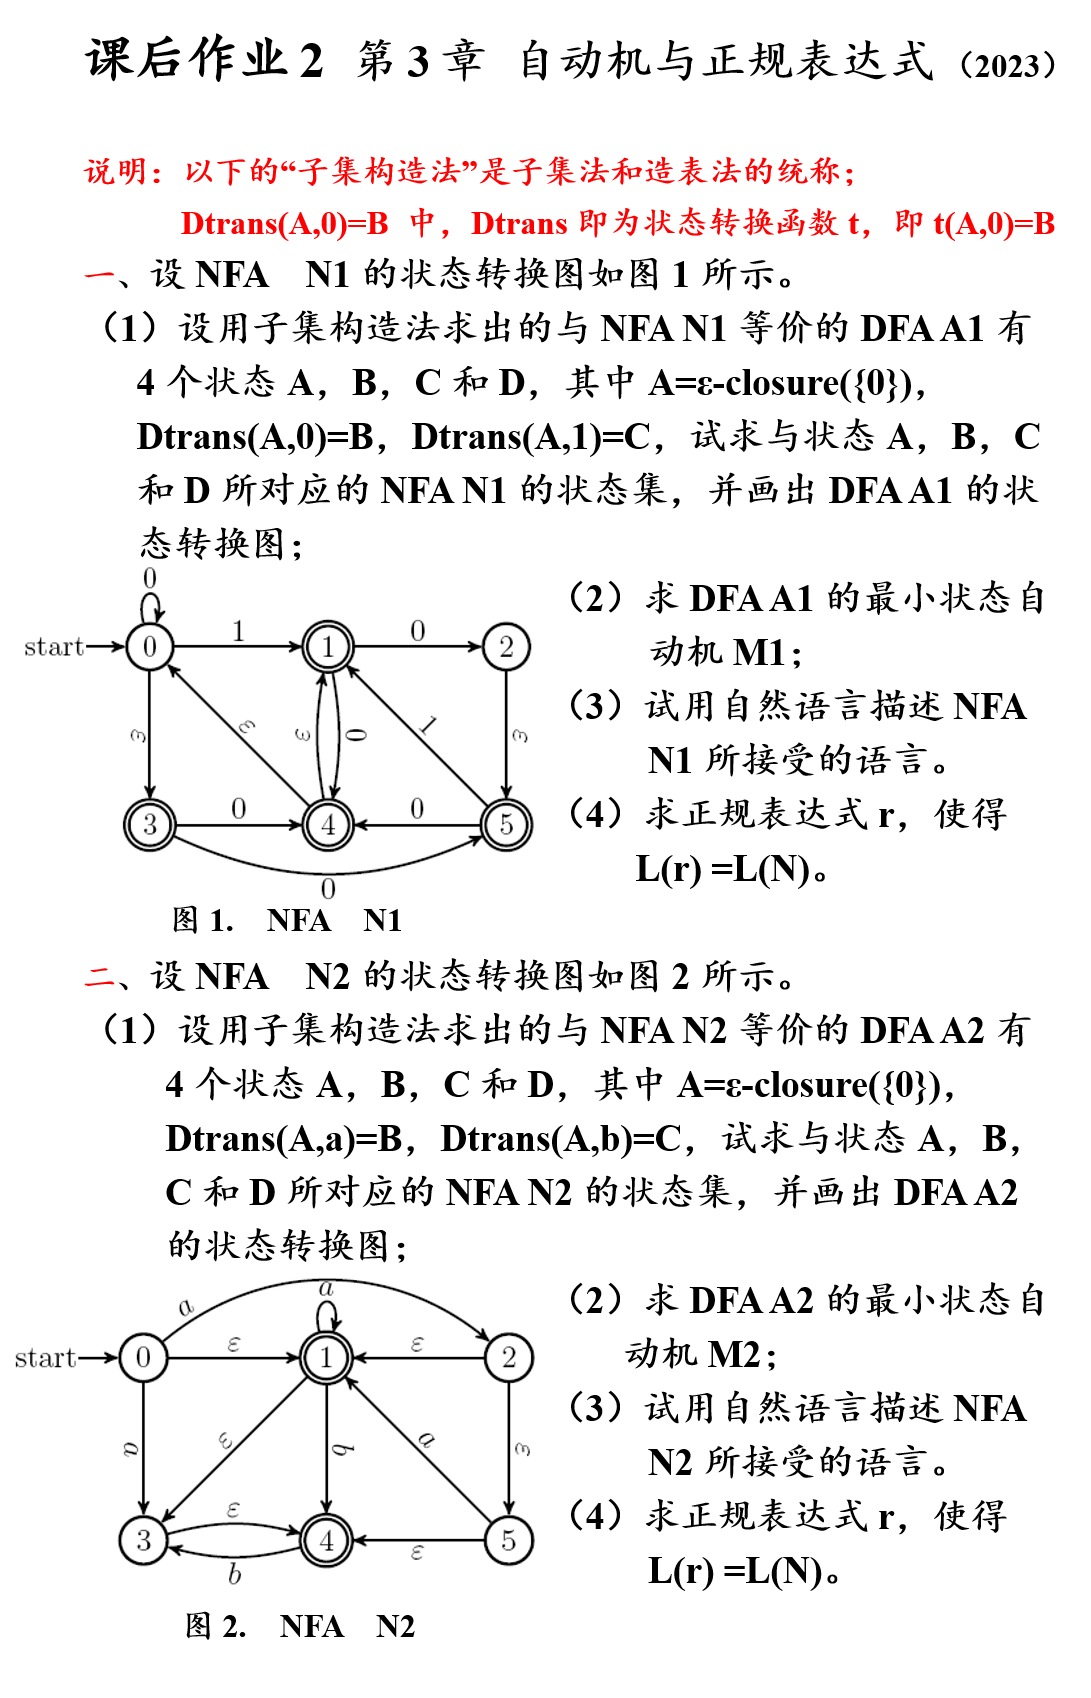 课后作业 2 第 3 章 自动机与正规表达式（2023）
说明：以下的“子集构造法”是子集法和造表法的统称；
Dtrans(A,0)=B 中，Dtrans 即为状态转换函数 t，即 t(A,0)=B
一、设 NFA N1 的状态转换图如图 1 所示。
（1）设用子集构造法求出的与 NFA N1 等价的 DFA A1 有
4 个状态 A，B，C 和 D，其中 A=ε-closure({0})，
Dtrans(A,0)=B，Dtrans(A,1)=C，试求与状态 A，B，C
和 D 所对应的 NFA N1 的状态集，并画出 DFA A1 的状
态转换图；
0
start
0
1
1
0
2
ε
ε
ε
0
1
ε
3
0
4
0
5
0
图 1. NFA N1
（2）求 DFA A1 的最小状态自
动机 M1；
（3）试用自然语言描述 NFA
N1 所接受的语言。
（4）求正规表达式 r，使得
L(r) =L(N)。
二、设 NFA N2 的状态转换图如图 2 所示。
（1）设用子集构造法求出的与 NFA N2 等价的 DFA A2 有
4 个状态 A，B，C 和 D，其中 A=ε-closure({0})，
Dtrans(A,a)=B，Dtrans(A,b)=C，试求与状态 A，B，
C 和 D 所对应的 NFA N2 的状态集，并画出 DFA A2
的状态转换图；
a
a
start
0
ε
1
ε
2
a
ε
b
a
ε
3
ε
b
4
ε
5
图 2. NFA N2
（2）求 DFA A2 的最小状态自
动机 M2；
（3）试用自然语言描述 NFA
N2 所接受的语言。
（4）求正规表达式 r，使得
L(r) =L(N)。